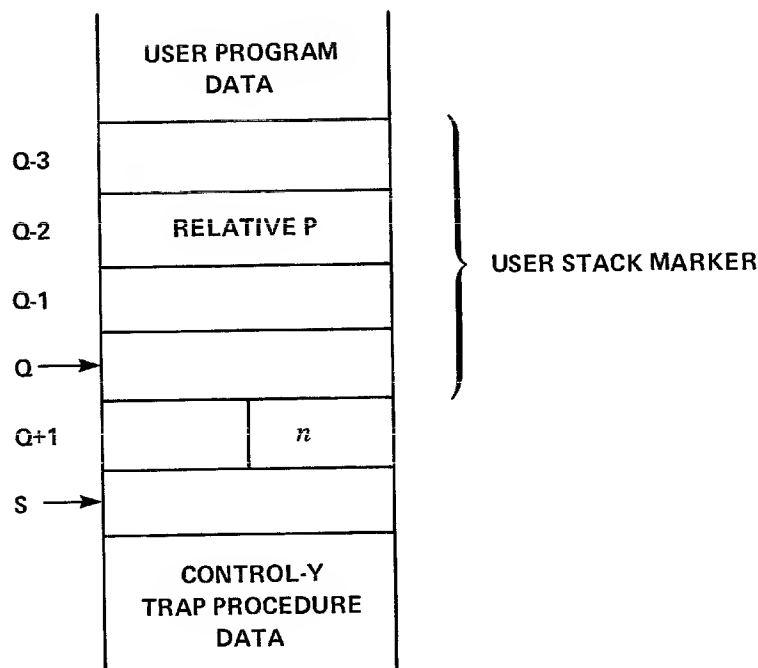 USER PROGRAM
DATA
Q-3
Q-2 RELATIVE P
Q-1
USER STACK MARKER
Q
Q+1 n
S
CONTROL-Y
TRAP PROCEDURE
DATA